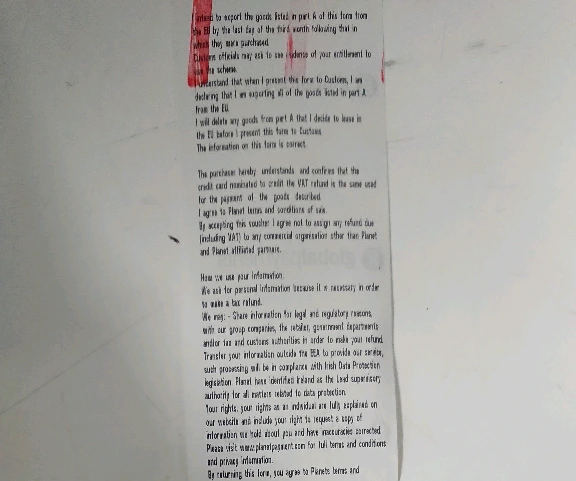 I intend to export the goods listed in part A of this form from
the EU by the last day of the third month following that in
which they were purchased.
Customs officials may ask to see evidence of your entitlement to
use the scheme.
I understand that when I present this form to Customs, I am
declaring that I am exporting all of the goods listed in part A
from the EU.
I will delete any goods from part A that I decide to leave in
the EU before I present this form to Customs
The information on this form is correct.
The purchaser hereby understands and confirms that the
credit card nominated to credit the VAT refund is the same used
for the payment of the goods described.
I agree to Planet terms and conditions of sale.
By accepting this voucher I agree not to assign any refund due
(including VAT) to any commercial organisation other than Planet
and Planet affiliated partners.
How we use your information.
We ask for personal information because it is necessary in order
to make a tax refund.
We may: - Share information for legal and regulatory reasons,
with our group companies, the retailer, government departments
and/or tax and customs authorities in order to make your refund.
Transfer your information outside the EEA to provide our service,
such processing will be in compliance with Irish Data Protection
legislation. Planet have identified Ireland as the Lead supervisory
authority for all matters related to data protection.
Your rights: your rights as an individual are fully explained on
our website and include your right to request a copy of
information we hold about you and have inaccuracies corrected.
Please visit www.planetpayment.com for full terms and conditions
and privacy information.
By returning this form, you agree to Planets terms and